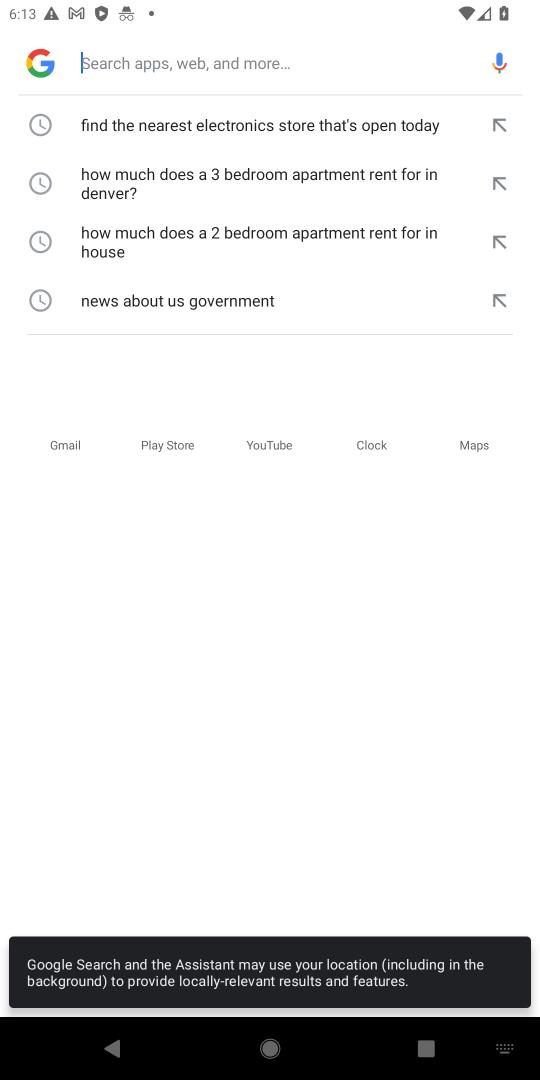 6:13
Search apps, web, and more…
find the nearest electronics store that's open today
how much does a 3 bedroom apartment rent for in
denver?
how much does a 2 bedroom apartment rent for in
house
news about us government
Gmail Play Store YouTube Clock Maps
Google Search and the Assistant may use your location (including in the
background) to provide locally-relevant results and features.